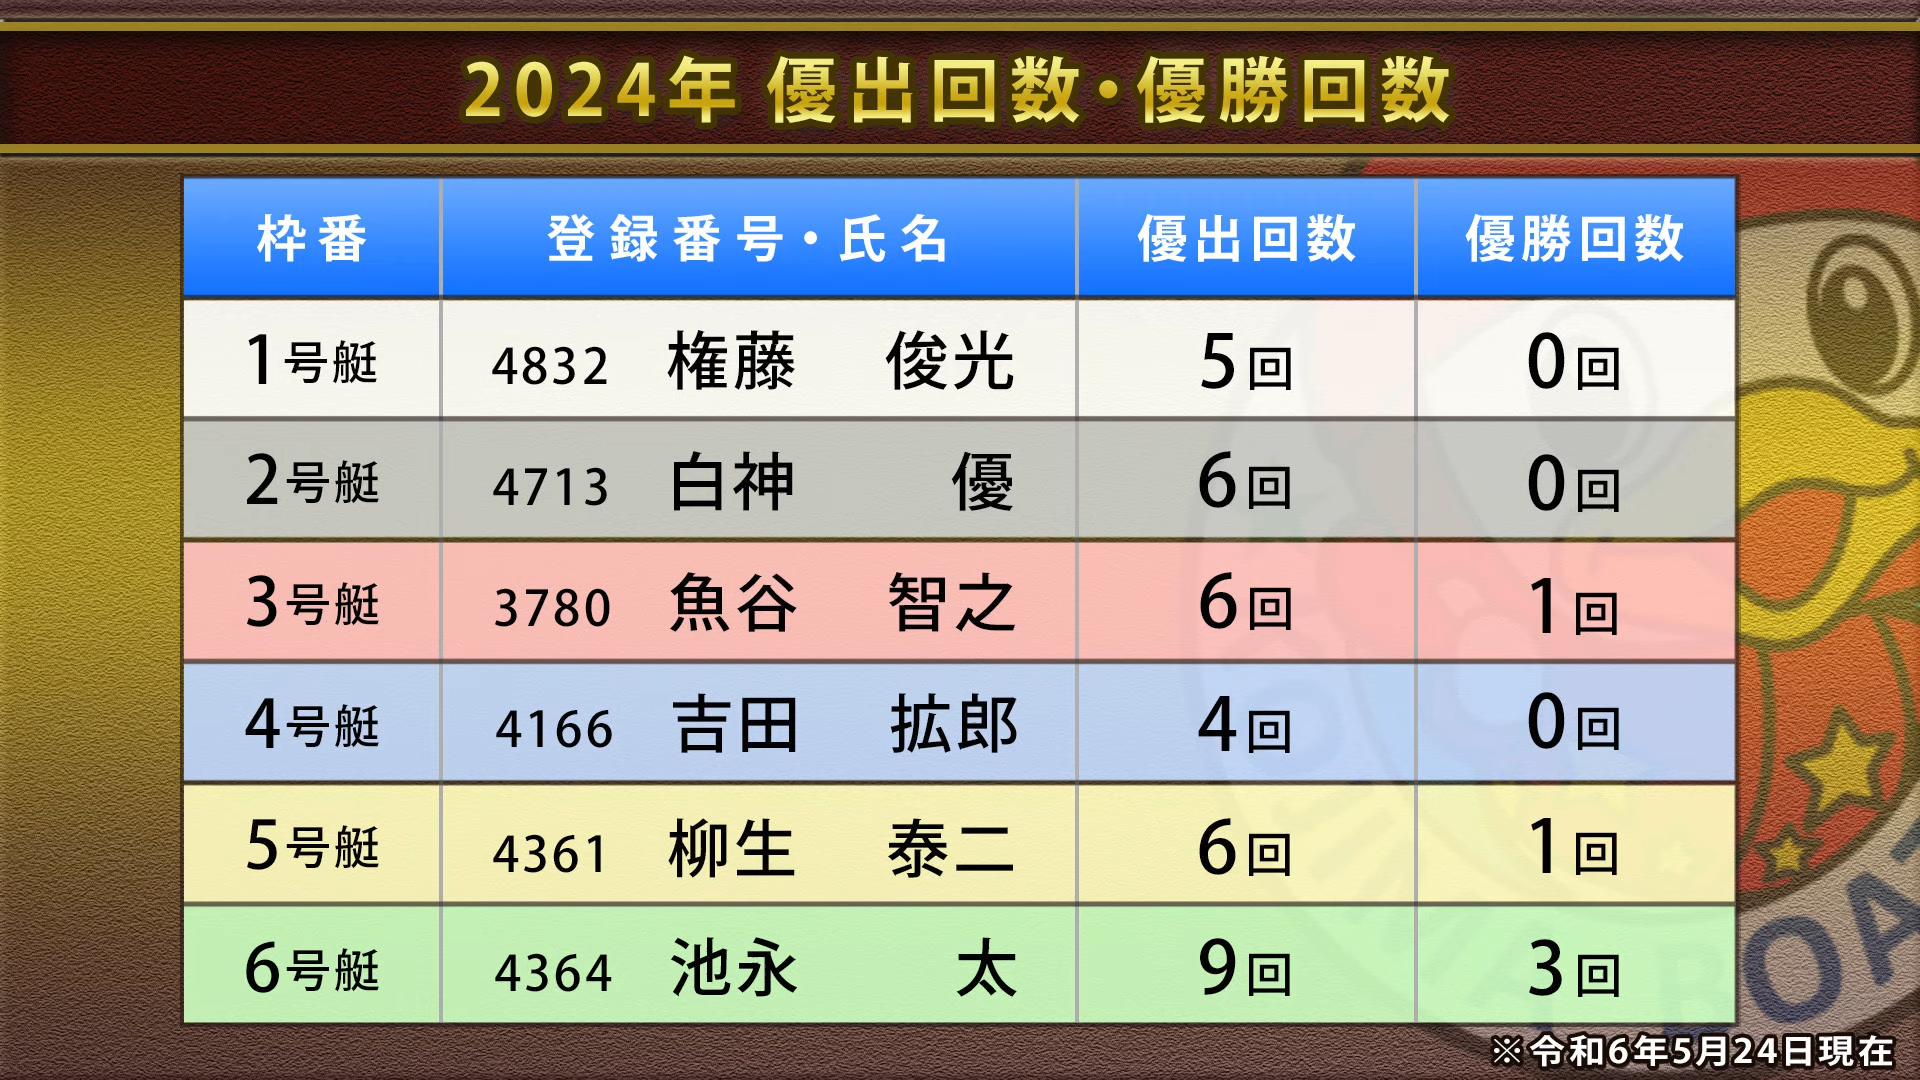 2024年 優出回数・優勝回数
枠番 登録番号・氏名 優出回数 優勝回数
1号艇 4832 権藤 俊光 5回 0回
2号艇 4713 白神 優 6回 0回
3号艇 3780 魚谷 智之 6回 1回
4号艇 4166 吉田 拡郎 4回 0回
5号艇 4361 柳生 泰二 6回 1回
6号艇 4364 池永 太 9回 3回
BOAT
※令和6年5月24日現在